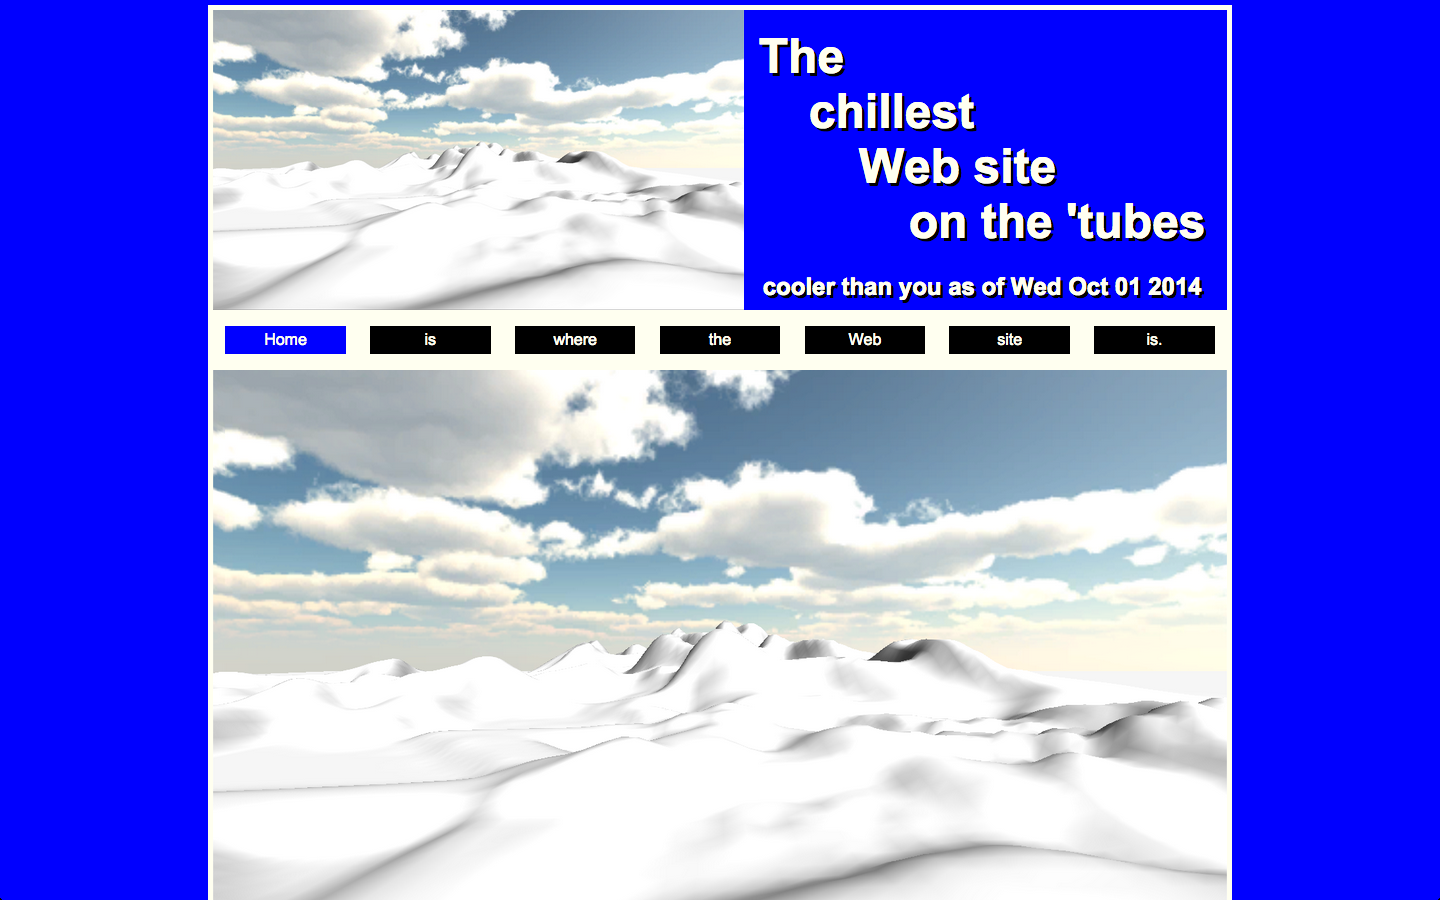 The
chillest
Web site
on the 'tubes
cooler than you as of Wed Oct 01 2014
Home is where the Web site is.